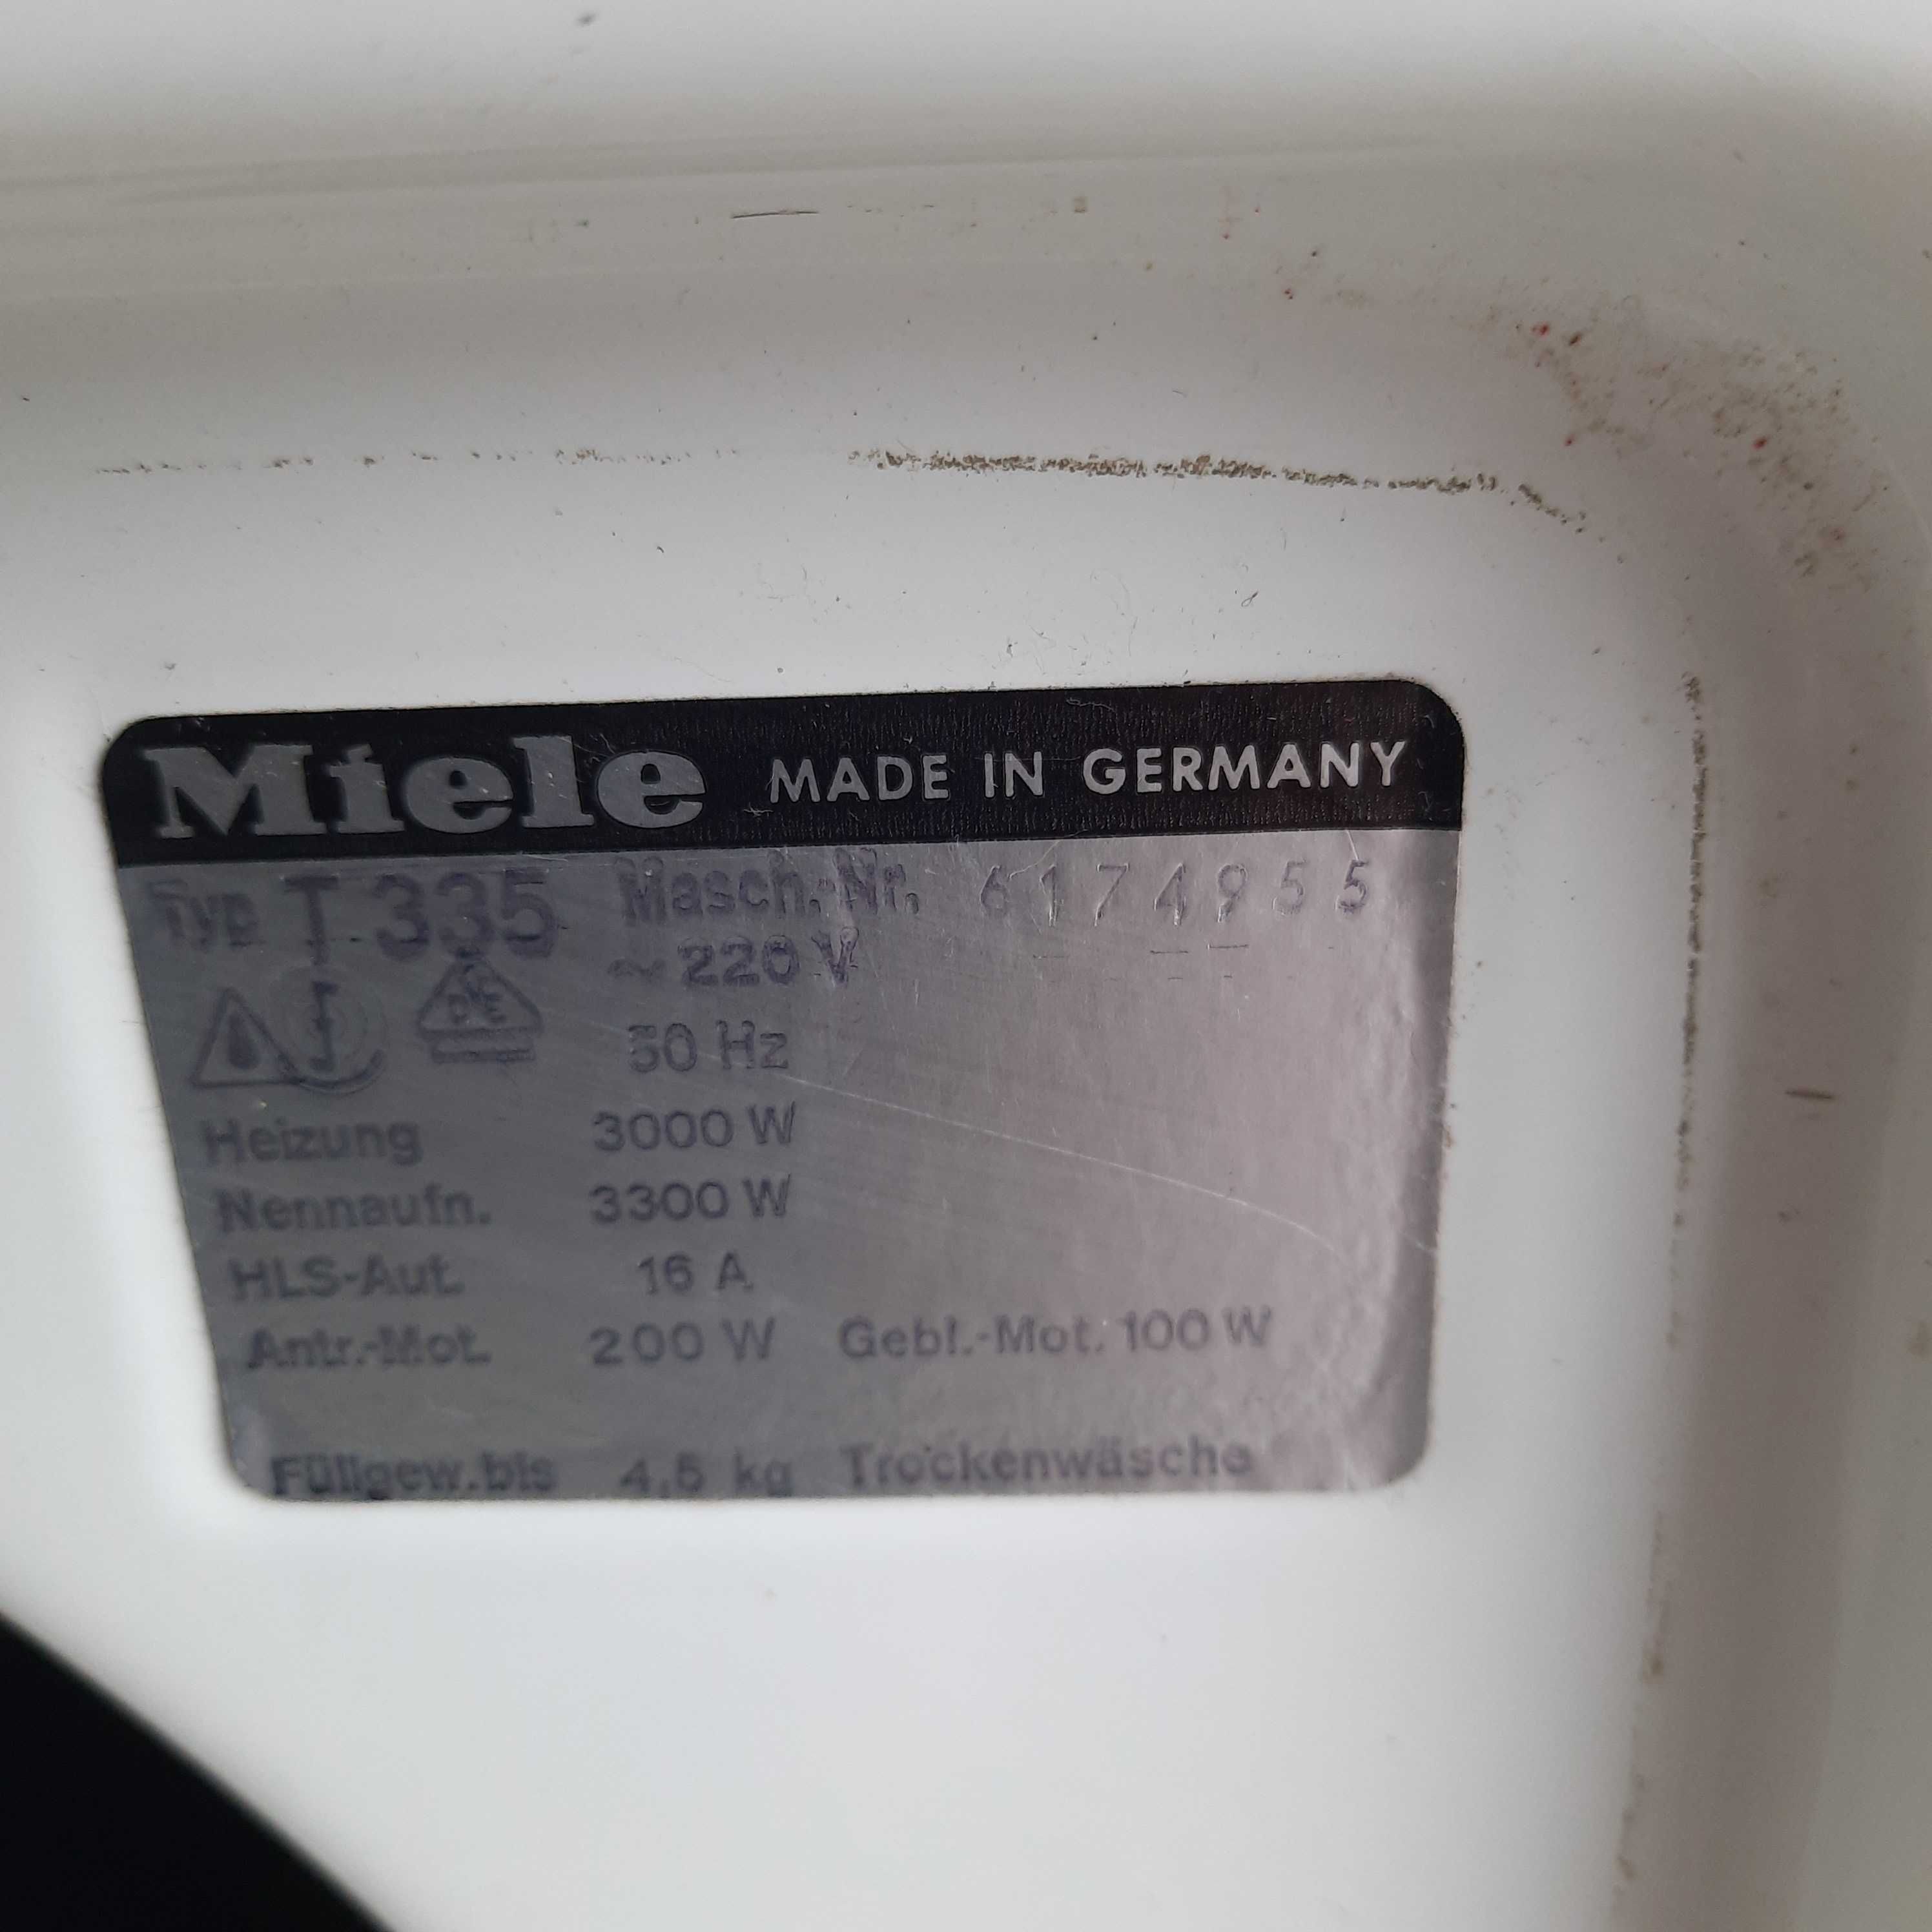 Miele MADE IN GERMANY
Typ T 335 Masch.-Nr. 6174955
~ 220 V
50 Hz
Heizung 3000 W
Nennaufn. 3300 W
HLS-Aut. 16 A
Antr.-Mot. 200 W Gebl.-Mot. 100 W
Füllgew. bis 4,5 kg Trockenwäsche